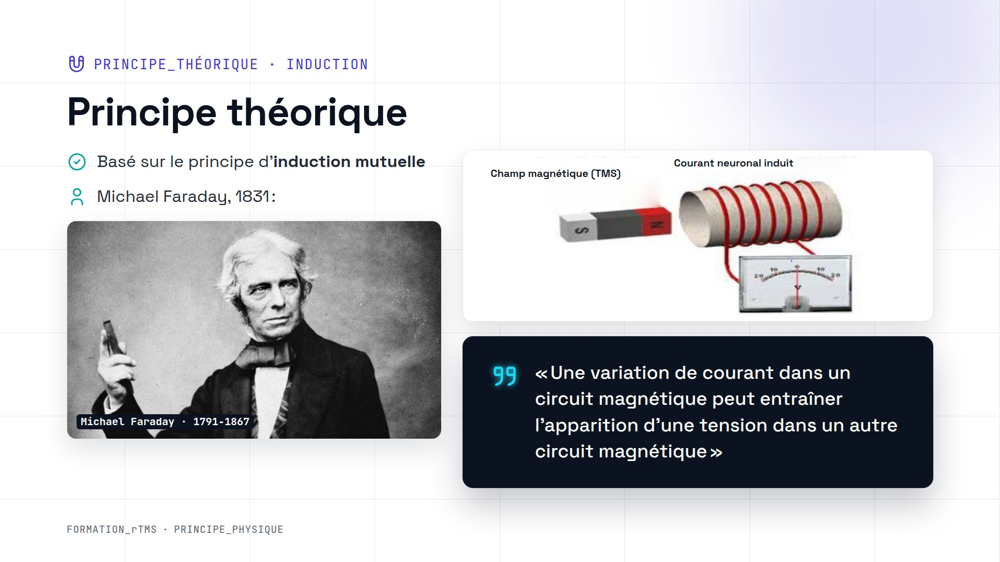 PRINCIPE_THÉORIQUE · INDUCTION
Principe théorique
Basé sur le principe d'induction mutuelle
Michael Faraday, 1831 :
Michael Faraday · 1791-1867
Champ magnétique (TMS)
Courant neuronal induit
S
N
20 10 0 10 20
V
« Une variation de courant dans un
circuit magnétique peut entraîner
l'apparition d'une tension dans un autre
circuit magnétique »
FORMATION_rTMS · PRINCIPE_PHYSIQUE